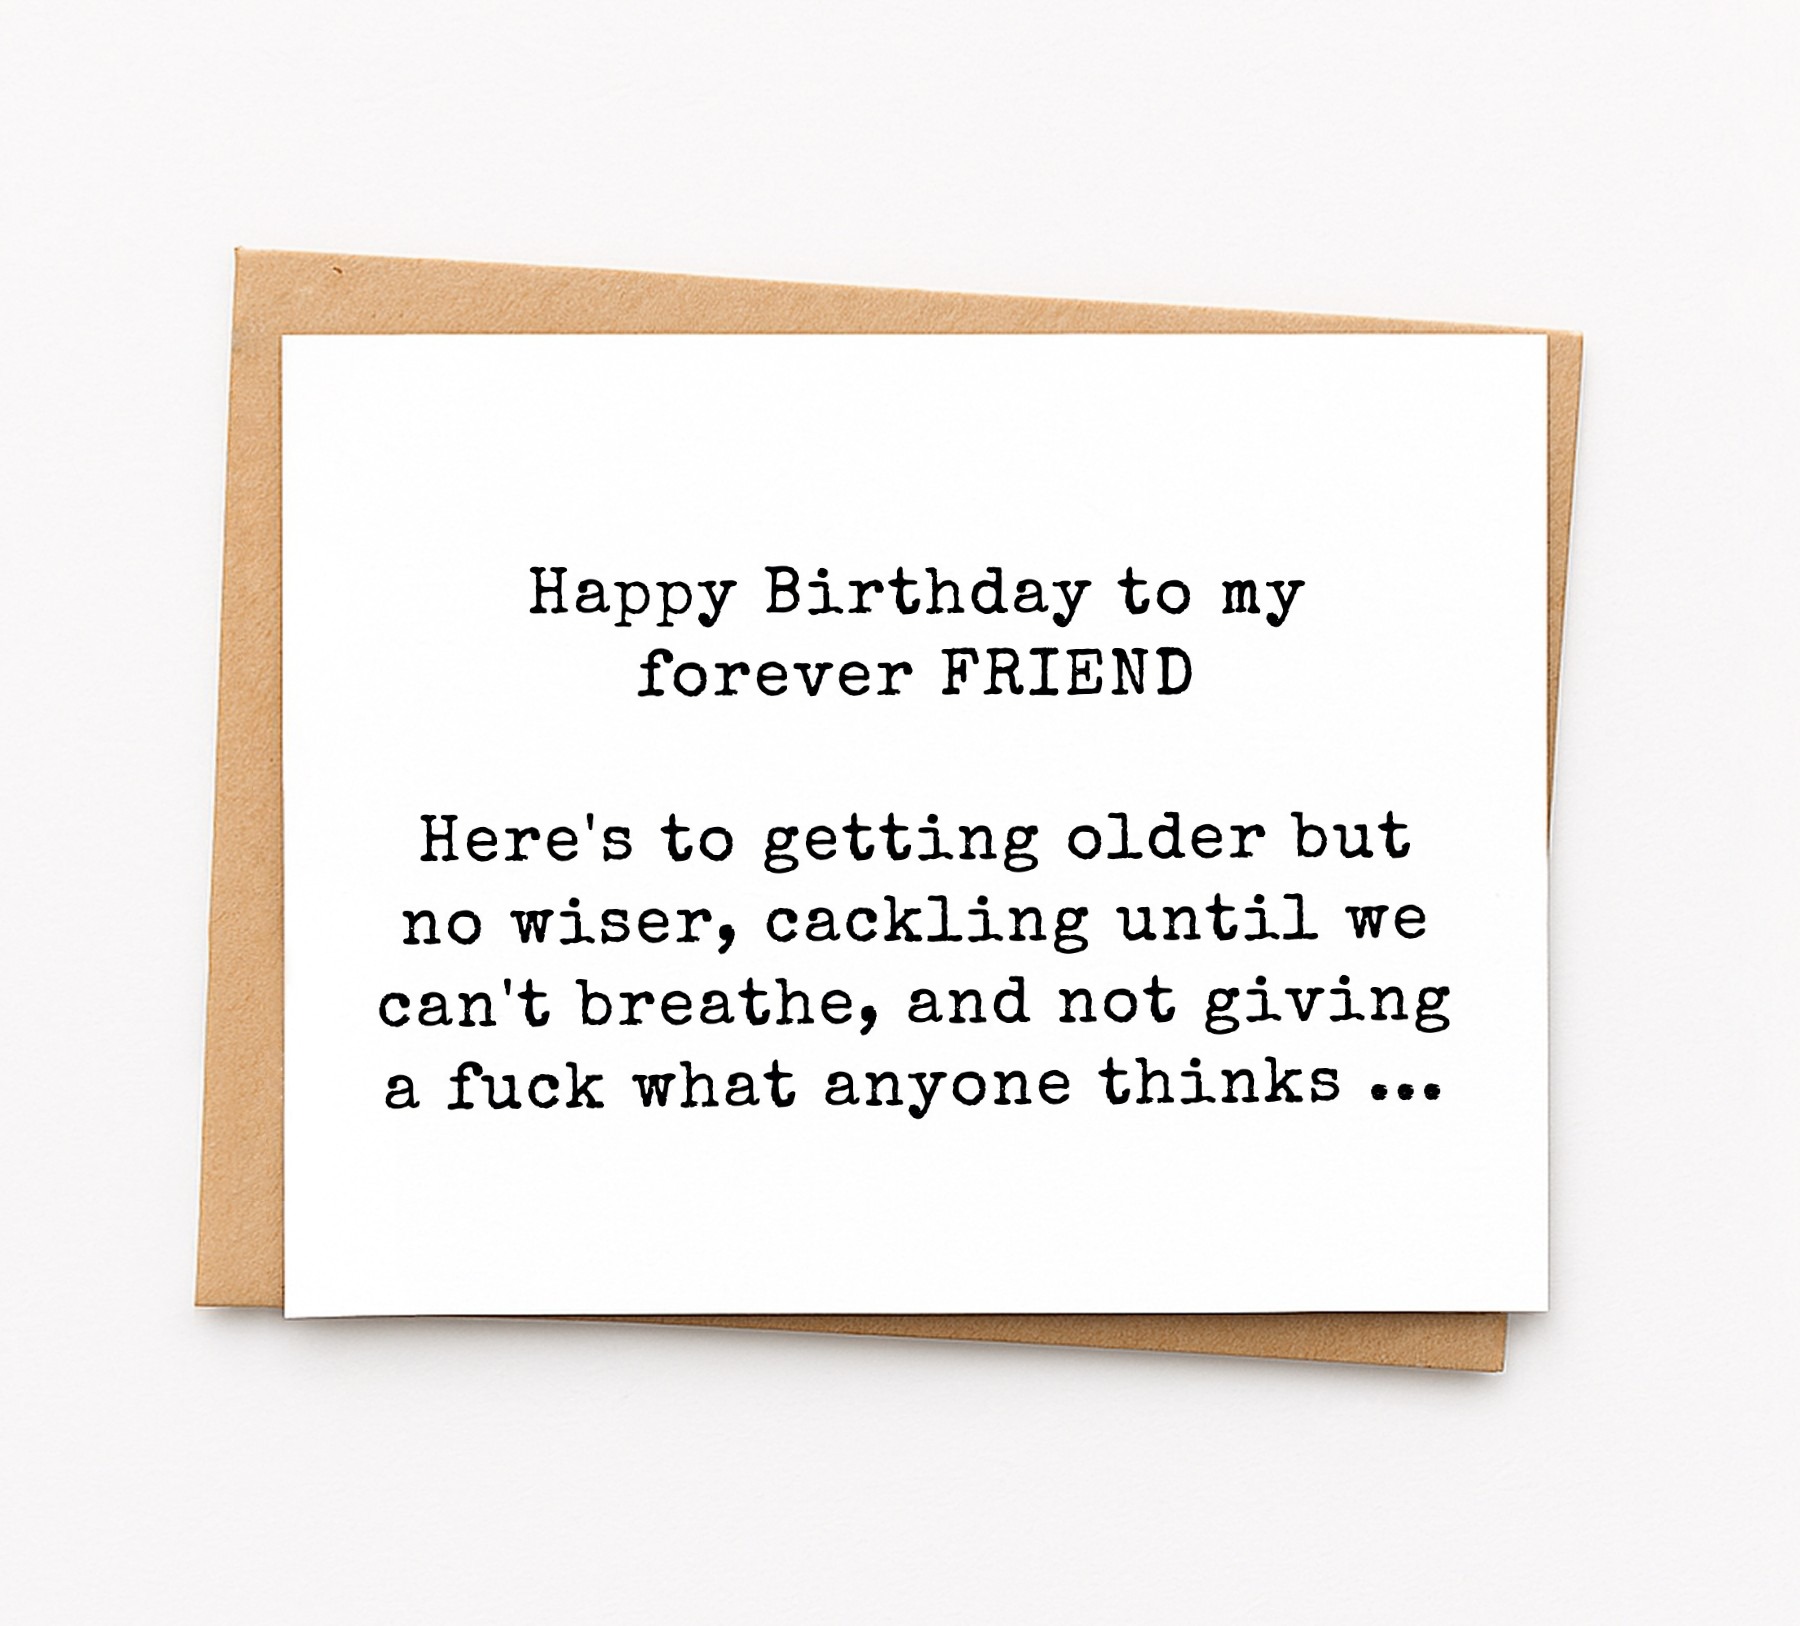 Happy Birthday to my
forever FRIEND
Here's to getting older but
no wiser, cackling until we
can't breathe, and not giving
a fuck what anyone thinks ...